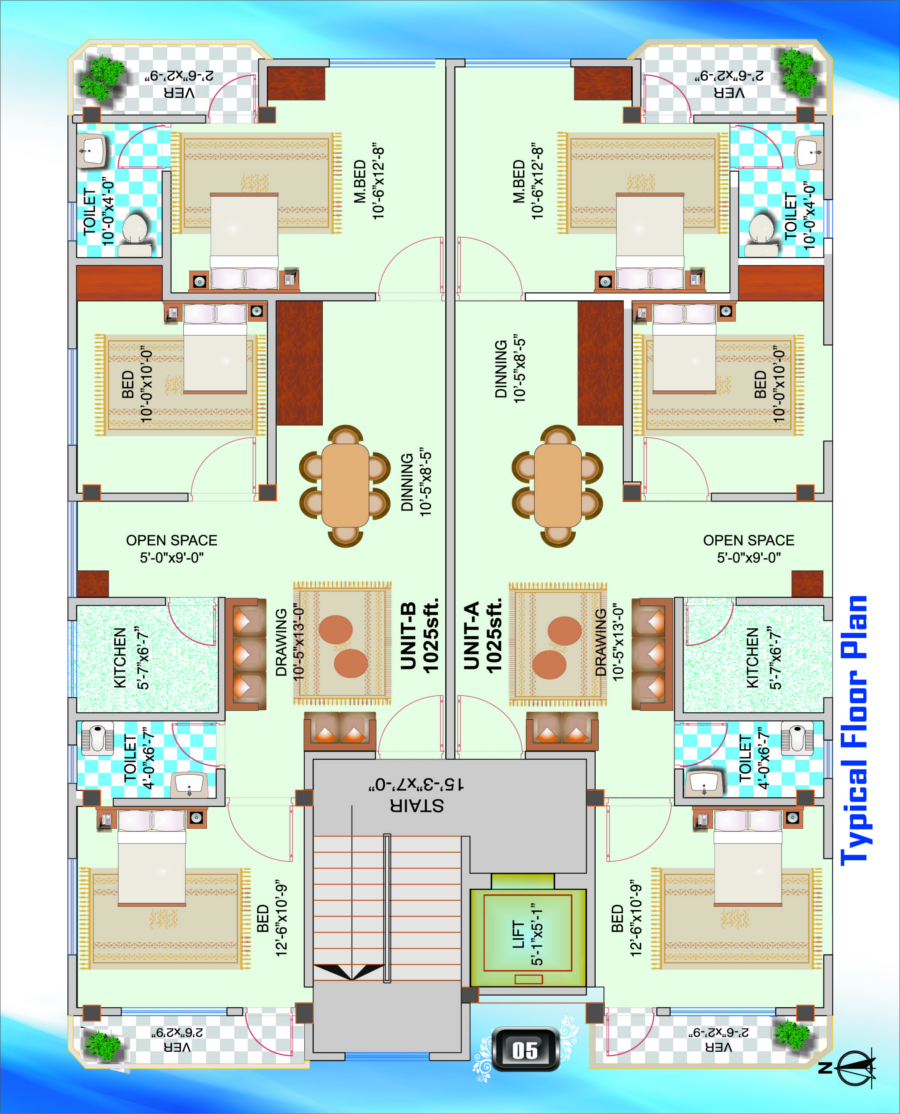 VER
2'-6"x2'-9"
VER
2'-6"x2'-9"
TOILET
10'-0"x4'-0"
M.BED
10'-6"x12'-8"
M.BED
10'-6"x12'-8"
TOILET
10'-0"x4'-0"
BED
10'-0"x10'-0"
DINNING
10'-5"x8'-5"
DINNING
10'-5"x8'-5"
BED
10'-0"x10'-0"
OPEN SPACE
5'-0"x9'-0"
OPEN SPACE
5'-0"x9'-0"
KITCHEN
5'-7"x6'-7"
DRAWING
10'-5"x13'-0"
UNIT-B
1025sft.
UNIT-A
1025sft.
DRAWING
10'-5"x13'-0"
KITCHEN
5'-7"x6'-7"
TOILET
4'-0"x6'-7"
STAIR
15'-3"x7'-0"
TOILET
4'-0"x6'-7"
BED
12'-6"x10'-9"
LIFT
5'-1"x5'-1"
BED
12'-6"x10'-9"
VER
2'6"x2'9"
VER
2'-6"x2'-9"
05
Typical Floor Plan
N